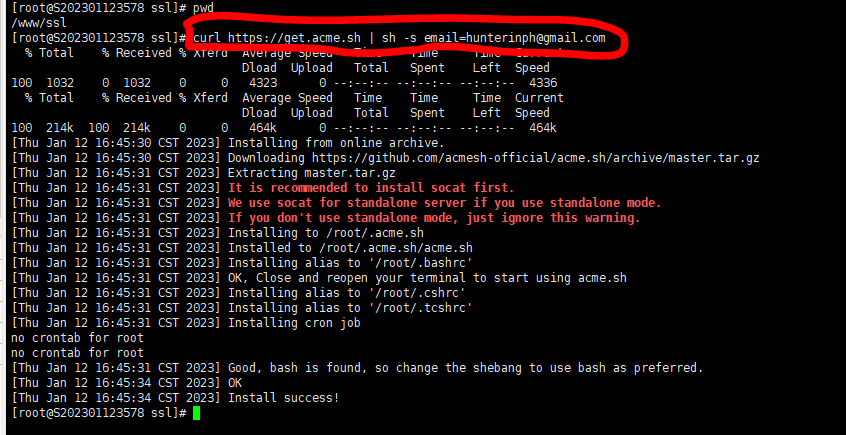 [root@S202301123578 ssl]# pwd
/www/ssl
[root@S202301123578 ssl]# curl https://get.acme.sh | sh -s email=hunterinph@gmail.com
% Total % Received % Xferd Average Speed Time Time Time Current
Dload Upload Total Spent Left Speed
100 1032 0 1032 0 0 4323 0 --:--:-- --:--:-- --:--:-- 4336
% Total % Received % Xferd Average Speed Time Time Time Current
Dload Upload Total Spent Left Speed
100 214k 100 214k 0 0 464k 0 --:--:-- --:--:-- --:--:-- 464k
[Thu Jan 12 16:45:30 CST 2023] Installing from online archive.
[Thu Jan 12 16:45:30 CST 2023] Downloading https://github.com/acmesh-official/acme.sh/archive/master.tar.gz
[Thu Jan 12 16:45:31 CST 2023] Extracting master.tar.gz
[Thu Jan 12 16:45:31 CST 2023] It is recommended to install socat first.
[Thu Jan 12 16:45:31 CST 2023] We use socat for standalone server if you use standalone mode.
[Thu Jan 12 16:45:31 CST 2023] If you don't use standalone mode, just ignore this warning.
[Thu Jan 12 16:45:31 CST 2023] Installing to /root/.acme.sh
[Thu Jan 12 16:45:31 CST 2023] Installed to /root/.acme.sh/acme.sh
[Thu Jan 12 16:45:31 CST 2023] Installing alias to '/root/.bashrc'
[Thu Jan 12 16:45:31 CST 2023] OK, Close and reopen your terminal to start using acme.sh
[Thu Jan 12 16:45:31 CST 2023] Installing alias to '/root/.cshrc'
[Thu Jan 12 16:45:31 CST 2023] Installing alias to '/root/.tcshrc'
[Thu Jan 12 16:45:31 CST 2023] Installing cron job
no crontab for root
no crontab for root
[Thu Jan 12 16:45:31 CST 2023] Good, bash is found, so change the shebang to use bash as preferred.
[Thu Jan 12 16:45:34 CST 2023] OK
[Thu Jan 12 16:45:34 CST 2023] Install success!
[root@S202301123578 ssl]#